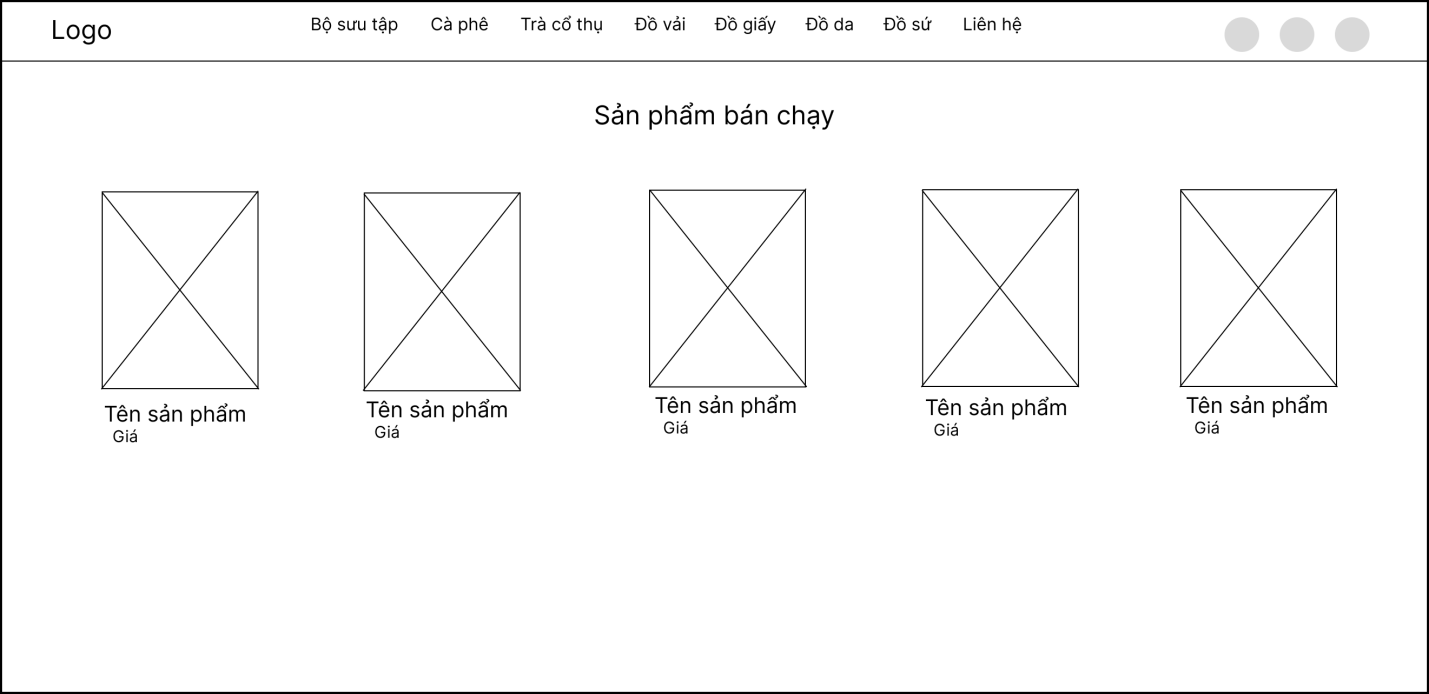 Logo
Bộ sưu tập Cà phê Trà cổ thụ Đồ vải Đồ giấy Đồ da Đồ sứ Liên hệ
Sản phẩm bán chạy
Tên sản phẩm
Giá
Tên sản phẩm
Giá
Tên sản phẩm
Giá
Tên sản phẩm
Giá
Tên sản phẩm
Giá